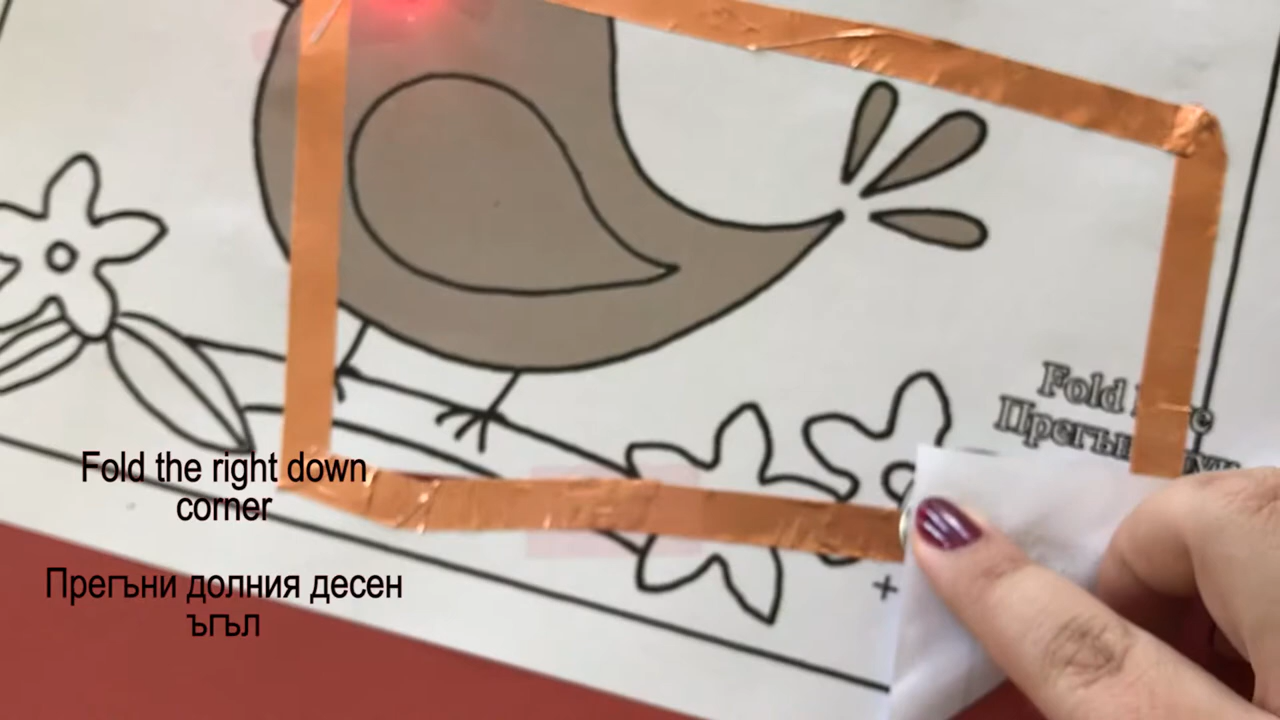 Fold
Fold the right down
corner
+
Прегъни долния десен
ъгъл